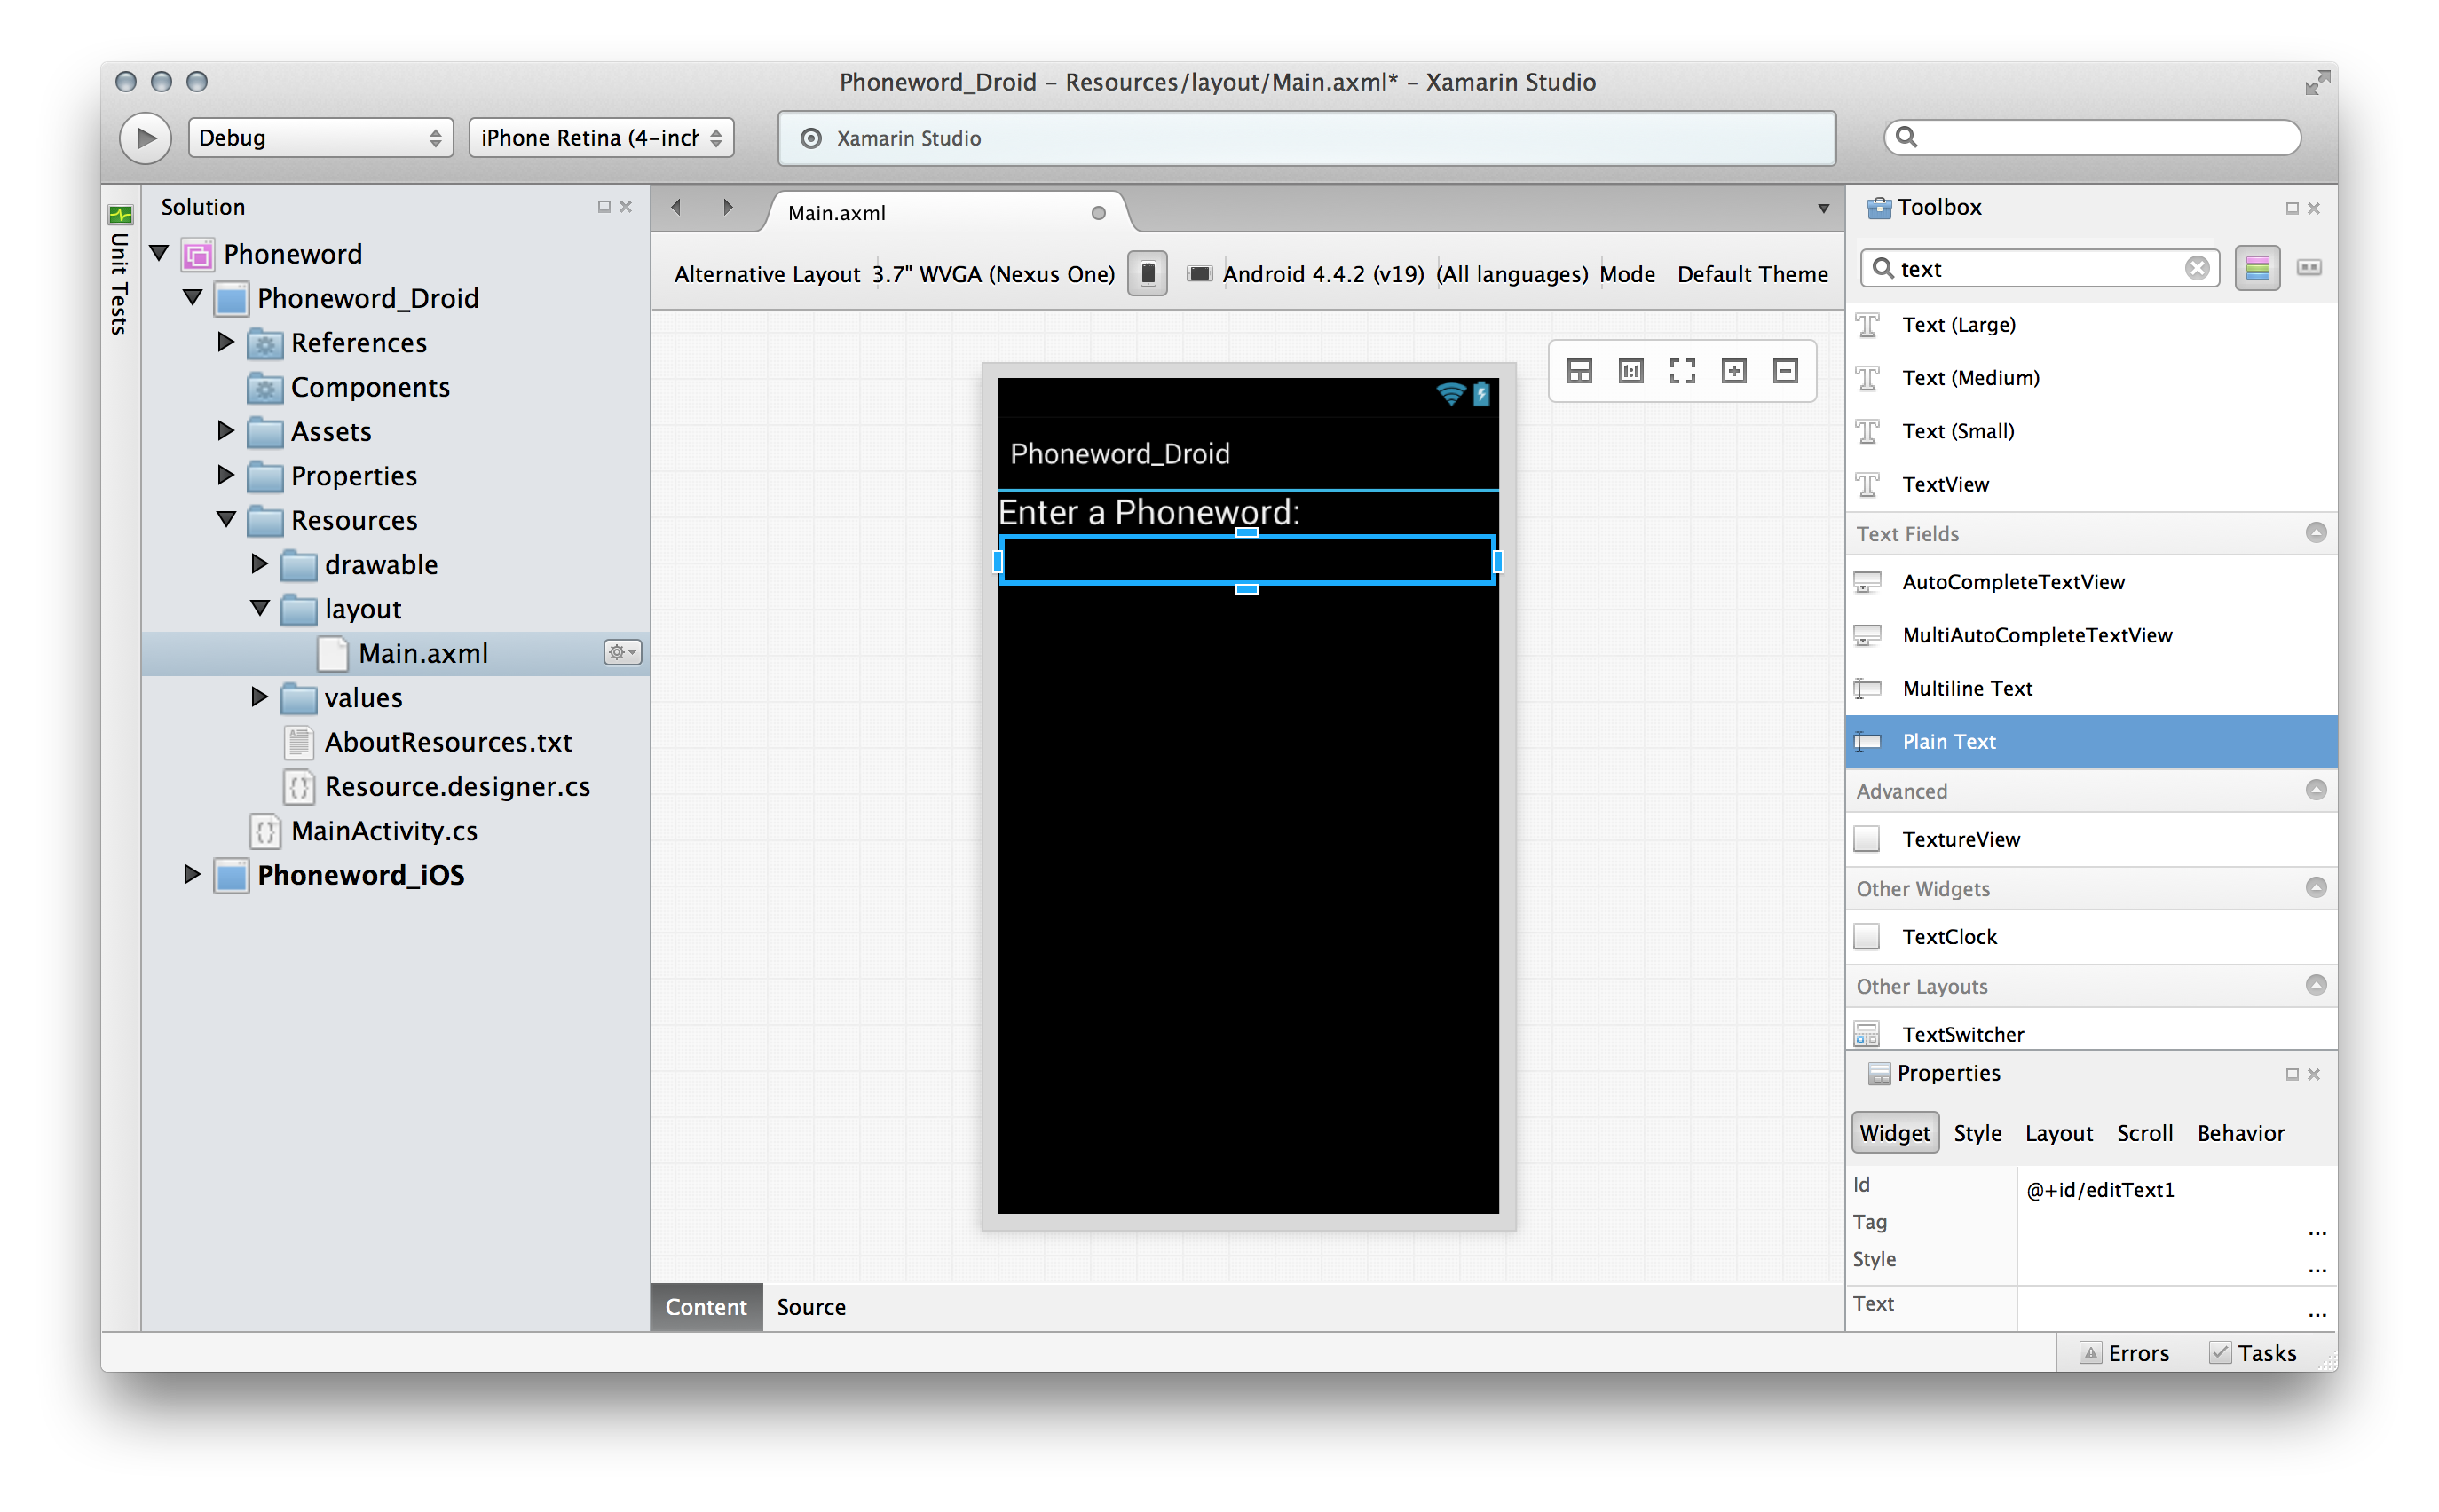 Phoneword_Droid – Resources/layout/Main.axml* – Xamarin Studio
Debug
iPhone Retina (4-inch
Xamarin Studio
Unit Tests
Solution
Phoneword
Phoneword_Droid
References
Components
Assets
Properties
Resources
drawable
layout
Main.axml
values
AboutResources.txt
Resource.designer.cs
MainActivity.cs
Phoneword_iOS
Main.axml
Alternative Layout 3.7" WVGA (Nexus One) Android 4.4.2 (v19) (All languages) Mode Default Theme
1:1
Phoneword_Droid
Enter a Phoneword:
Content Source
Toolbox
text
Text (Large)
Text (Medium)
Text (Small)
TextView
Text Fields
AutoCompleteTextView
MultiAutoCompleteTextView
Multiline Text
Plain Text
Advanced
TextureView
Other Widgets
TextClock
Other Layouts
TextSwitcher
Properties
Widget Style Layout Scroll Behavior
Id @+id/editText1
Tag ...
Style ...
Text ...
Errors Tasks